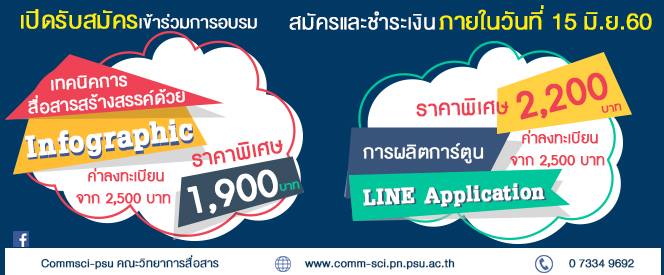 เปิดรับสมัครเข้าร่วมการอบรม
สมัครและชำระเงินภายในวันที่ 15 มิ.ย.60
เทคนิคการ
สื่อสารสร้างสรรค์ด้วย
Infographic
ราคาพิเศษ
1,900บาท
ค่าลงทะเบียน
จาก 2,500 บาท
ราคาพิเศษ 2,200
บาท
ค่าลงทะเบียน
จาก 2,500 บาท
การผลิตการ์ตูน
LINE Application
f
Commsci-psu คณะวิทยาการสื่อสาร
www.comm-sci.pn.psu.ac.th
0 7334 9692